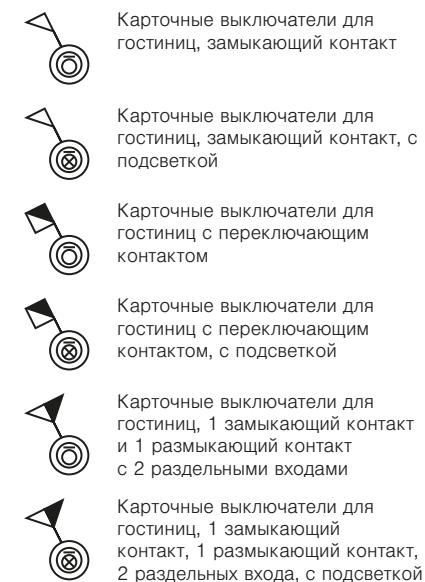 Карточные выключатели для
гостиниц, замыкающий контакт
Карточные выключатели для
гостиниц, замыкающий контакт, с
подсветкой
Карточные выключатели для
гостиниц с переключающим
контактом
Карточные выключатели для
гостиниц с переключающим
контактом, с подсветкой
Карточные выключатели для
гостиниц, 1 замыкающий контакт
и 1 размыкающий контакт
с 2 раздельными входами
Карточные выключатели для
гостиниц, 1 замыкающий
контакт, 1 размыкающий контакт,
2 раздельных входа, с подсветкой